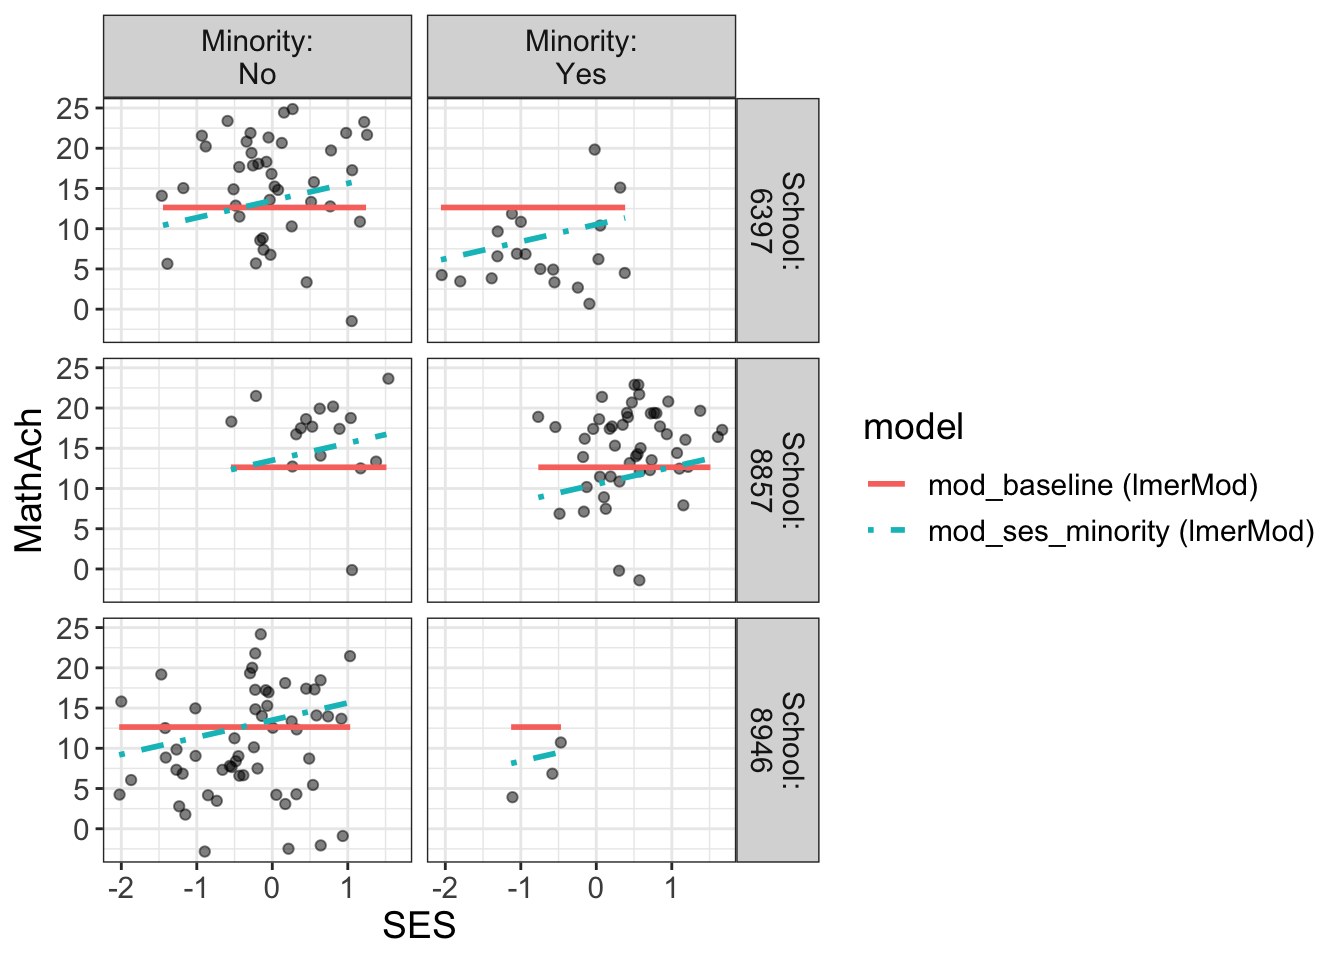 Minority:
No
Minority:
Yes
25
20
15
10
5
0
School:
6397
25
20
15
10
5
0
School:
8857
25
20
15
10
5
0
School:
8946
-2 -1 0 1
-2 -1 0 1
SES
MathAch
model
mod_baseline (lmerMod)
mod_ses_minority (lmerMod)